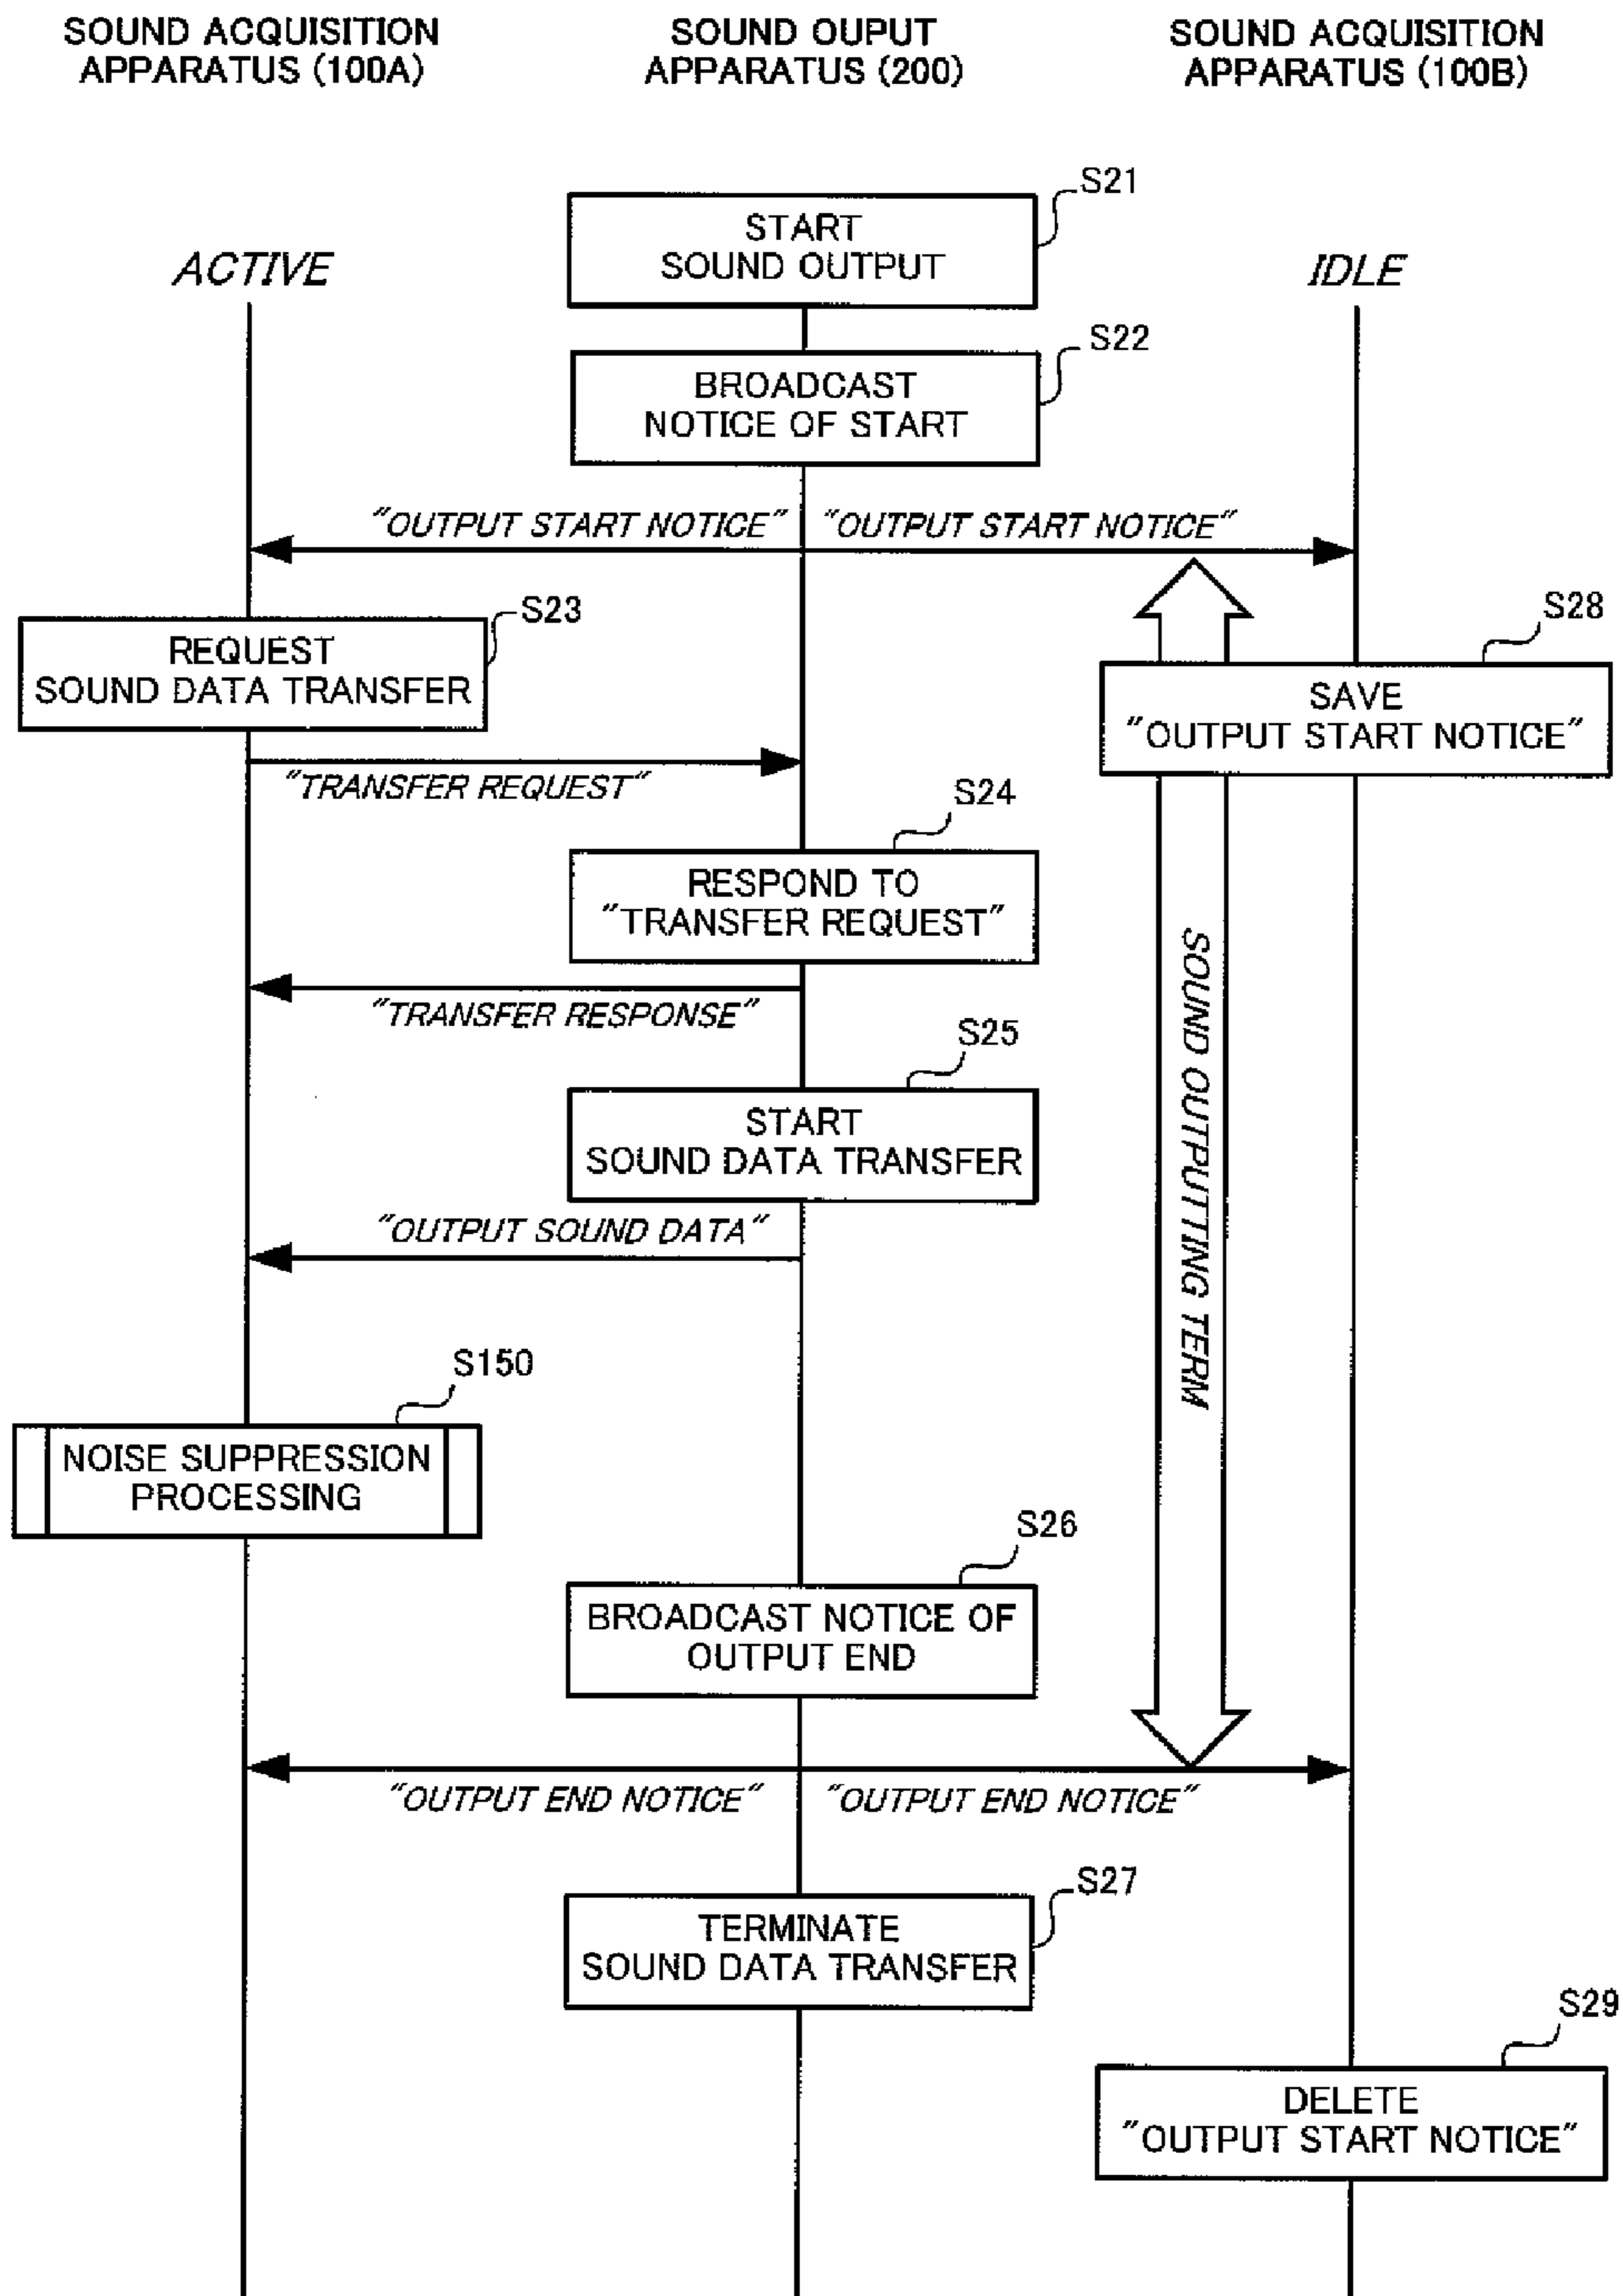 SOUND ACQUISITION
APPARATUS (100A)
SOUND OUPUT
APPARATUS (200)
SOUND ACQUISITION
APPARATUS (100B)
S21
START
SOUND OUTPUT
ACTIVE
IDLE
S22
BROADCAST
NOTICE OF START
"OUTPUT START NOTICE"
"OUTPUT START NOTICE"
S23
REQUEST
SOUND DATA TRANSFER
S28
SAVE
"OUTPUT START NOTICE"
"TRANSFER REQUEST"
S24
RESPOND TO
"TRANSFER REQUEST"
SOUND OUTPUTTING TERM
"TRANSFER RESPONSE"
S25
START
SOUND DATA TRANSFER
"OUTPUT SOUND DATA"
S150
NOISE SUPPRESSION
PROCESSING
S26
BROADCAST NOTICE OF
OUTPUT END
"OUTPUT END NOTICE"
"OUTPUT END NOTICE"
S27
TERMINATE
SOUND DATA TRANSFER
S29
DELETE
"OUTPUT START NOTICE"